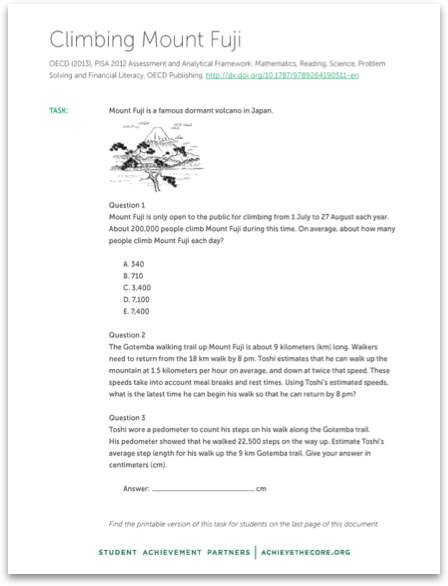 Climbing Mount Fuji
OECD (2013), PISA 2012 Assessment and Analytical Framework: Mathematics, Reading, Science, Problem
Solving and Financial Literacy, OECD Publishing. http://dx.doi.org/10.1787/9789264190511-en
TASK:
Mount Fuji is a famous dormant volcano in Japan.
Question 1
Mount Fuji is only open to the public for climbing from 1 July to 27 August each year.
About 200,000 people climb Mount Fuji during this time. On average, about how many
people climb Mount Fuji each day?
A. 340
B. 710
C. 3,400
D. 7,100
E. 7,400
Question 2
The Gotemba walking trail up Mount Fuji is about 9 kilometers (km) long. Walkers
need to return from the 18 km walk by 8 pm. Toshi estimates that he can walk up the
mountain at 1.5 kilometers per hour on average, and down at twice that speed. These
speeds take into account meal breaks and rest times. Using Toshi's estimated speeds,
what is the latest time he can begin his walk so that he can return by 8 pm?
Question 3
Toshi wore a pedometer to count his steps on his walk along the Gotemba trail.
His pedometer showed that he walked 22,500 steps on the way up. Estimate Toshi's
average step length for his walk up the 9 km Gotemba trail. Give your answer in
centimeters (cm).
Answer: ____________________ cm
Find the printable version of this task for students on the last page of this document.
STUDENT ACHIEVEMENT PARTNERS | ACHIEVETHECORE.ORG